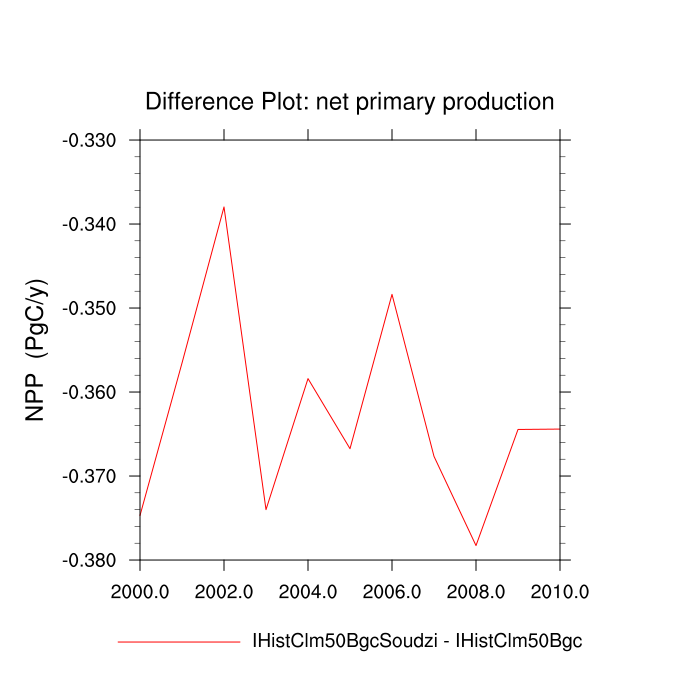 Difference Plot: net primary production
NPP (PgC/y)
-0.330
-0.340
-0.350
-0.360
-0.370
-0.380
2000.0 2002.0 2004.0 2006.0 2008.0 2010.0
IHistClm50BgcSoudzi - IHistClm50Bgc